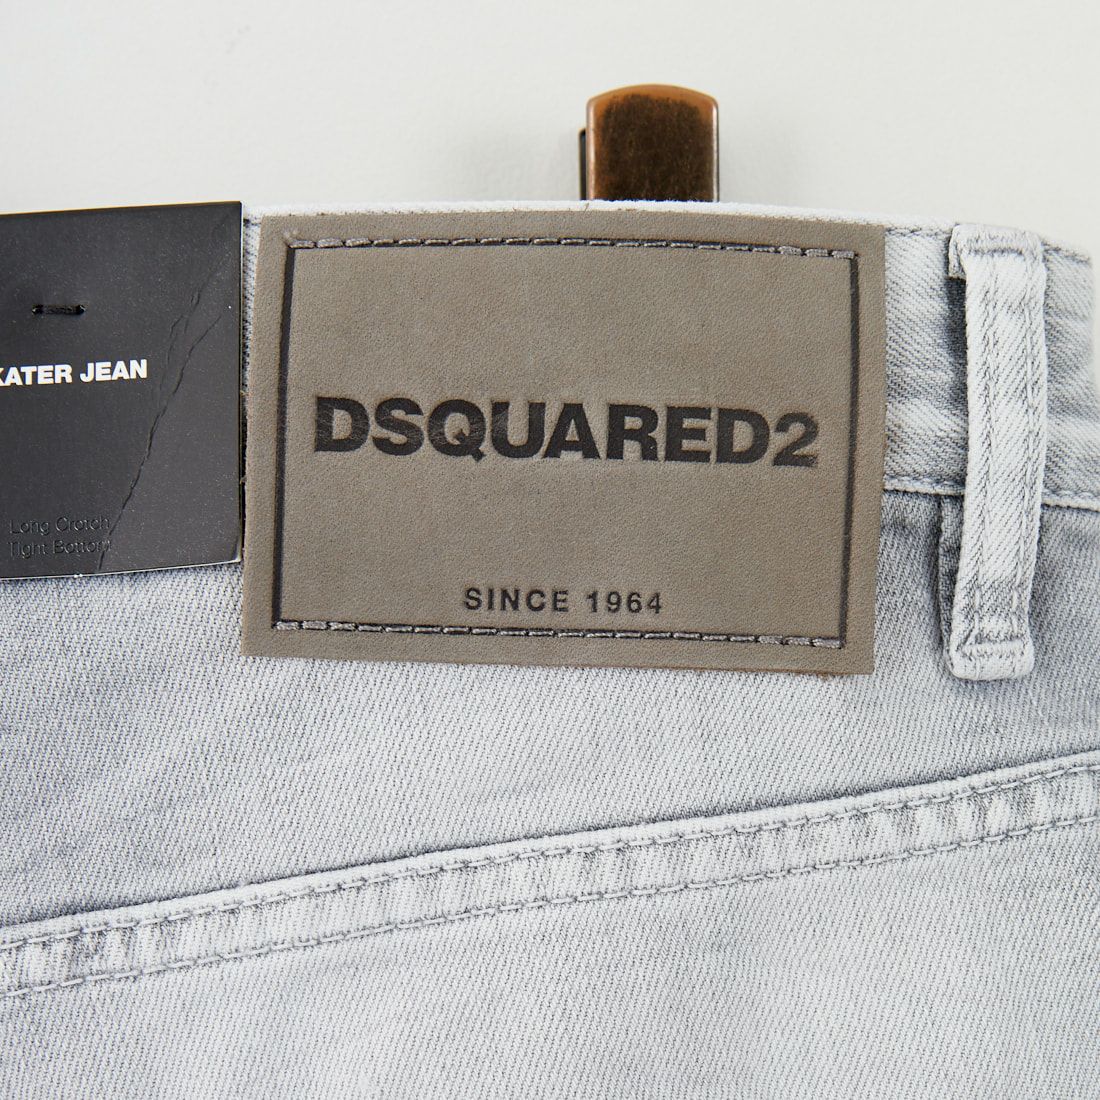 KATER JEAN
Long Crotch
Tight Bottom
DSQUARED2
SINCE 1964